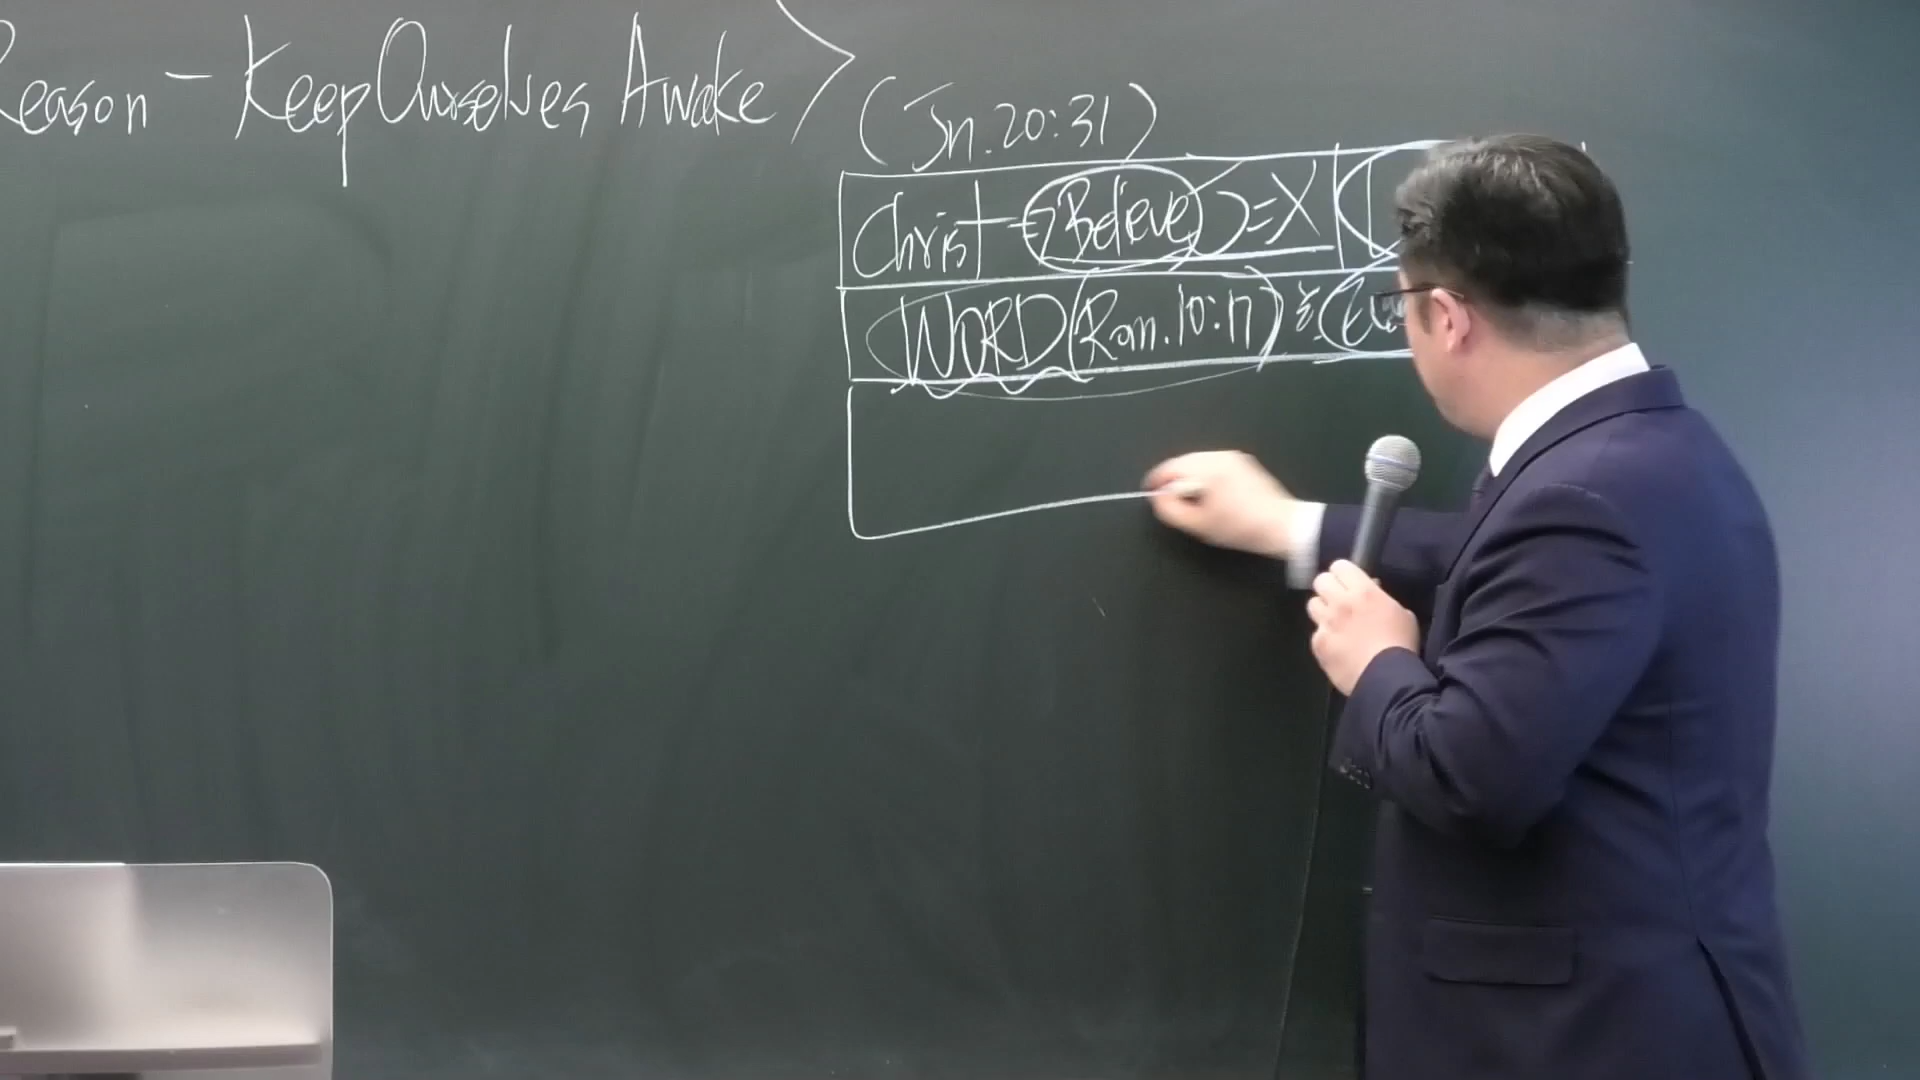 Reason - Keep Ourselves Awake>
(Jn.20:31)
Christ → Believe) = X
WORD (Rom.10:17)